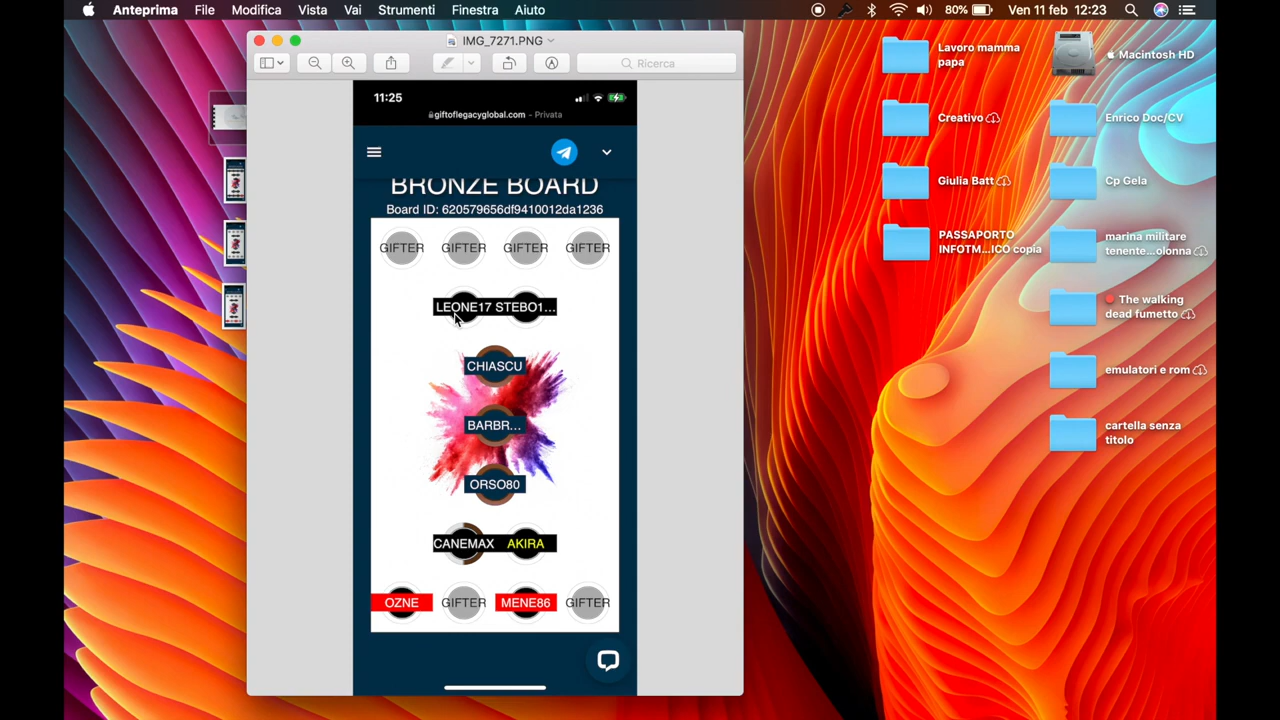 Anteprima File Modifica Vista Vai Strumenti Finestra Aiuto 80% Ven 11 feb 12:23
IMG_7271.PNG
Ricerca
11:25
giftoflegacyglobal.com – Privata
BRONZE BOARD
Board ID: 620579656df9410012da1236
GIFTER GIFTER GIFTER GIFTER
LEONE17 STEBO1...
CHIASCU
BARBR...
ORSO80
CANEMAX AKIRA
OZNE GIFTER MENE86 GIFTER
Lavoro mamma
papa
Macintosh HD
Creativo
Enrico Doc/CV
Giulia Batt
Cp Gela
PASSAPORTO
INFOTM...ICO copia
marina militare
tenente...olonna
The walking
dead fumetto
emulatori e rom
cartella senza
titolo